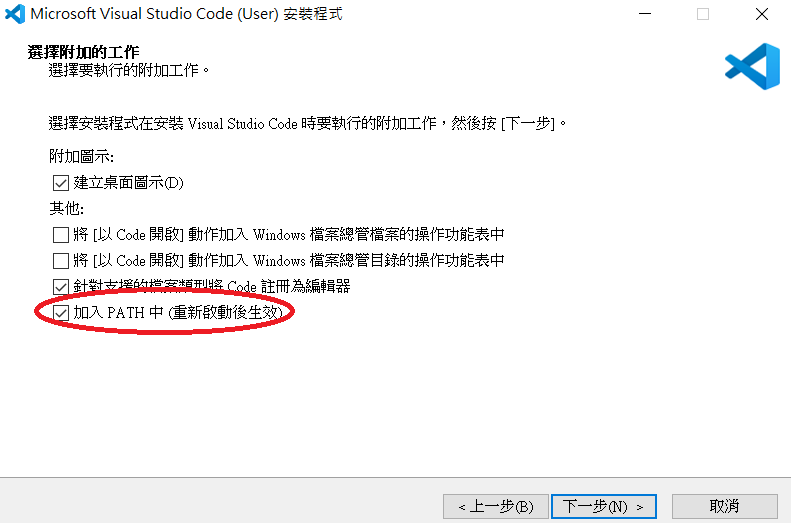 Microsoft Visual Studio Code (User) 安裝程式
選擇附加的工作
選擇要執行的附加工作。
選擇安裝程式在安裝 Visual Studio Code 時要執行的附加工作，然後按 [下一步]。
附加圖示:
建立桌面圖示(D)
其他:
將 [以 Code 開啟] 動作加入 Windows 檔案總管檔案的操作功能表中
將 [以 Code 開啟] 動作加入 Windows 檔案總管目錄的操作功能表中
針對支援的檔案類型將 Code 註冊為編輯器
加入 PATH 中 (重新啟動後生效)
< 上一步(B) 下一步(N) > 取消